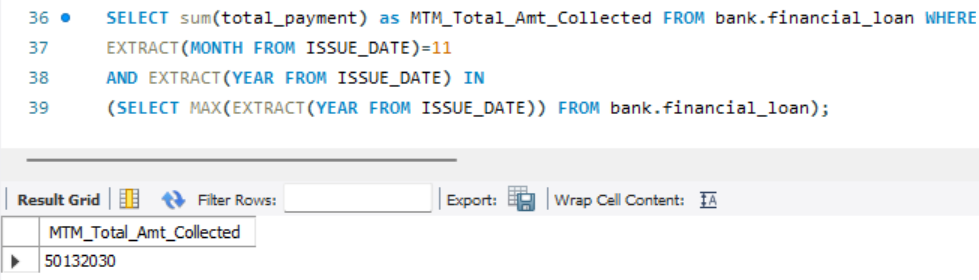 36 SELECT sum(total_payment) as MTM_Total_Amt_Collected FROM bank.financial_loan WHERE
37 EXTRACT(MONTH FROM ISSUE_DATE)=11
38 AND EXTRACT(YEAR FROM ISSUE_DATE) IN
39 (SELECT MAX(EXTRACT(YEAR FROM ISSUE_DATE)) FROM bank.financial_loan);
Result Grid Filter Rows: Export: Wrap Cell Content: IA
MTM_Total_Amt_Collected
50132030